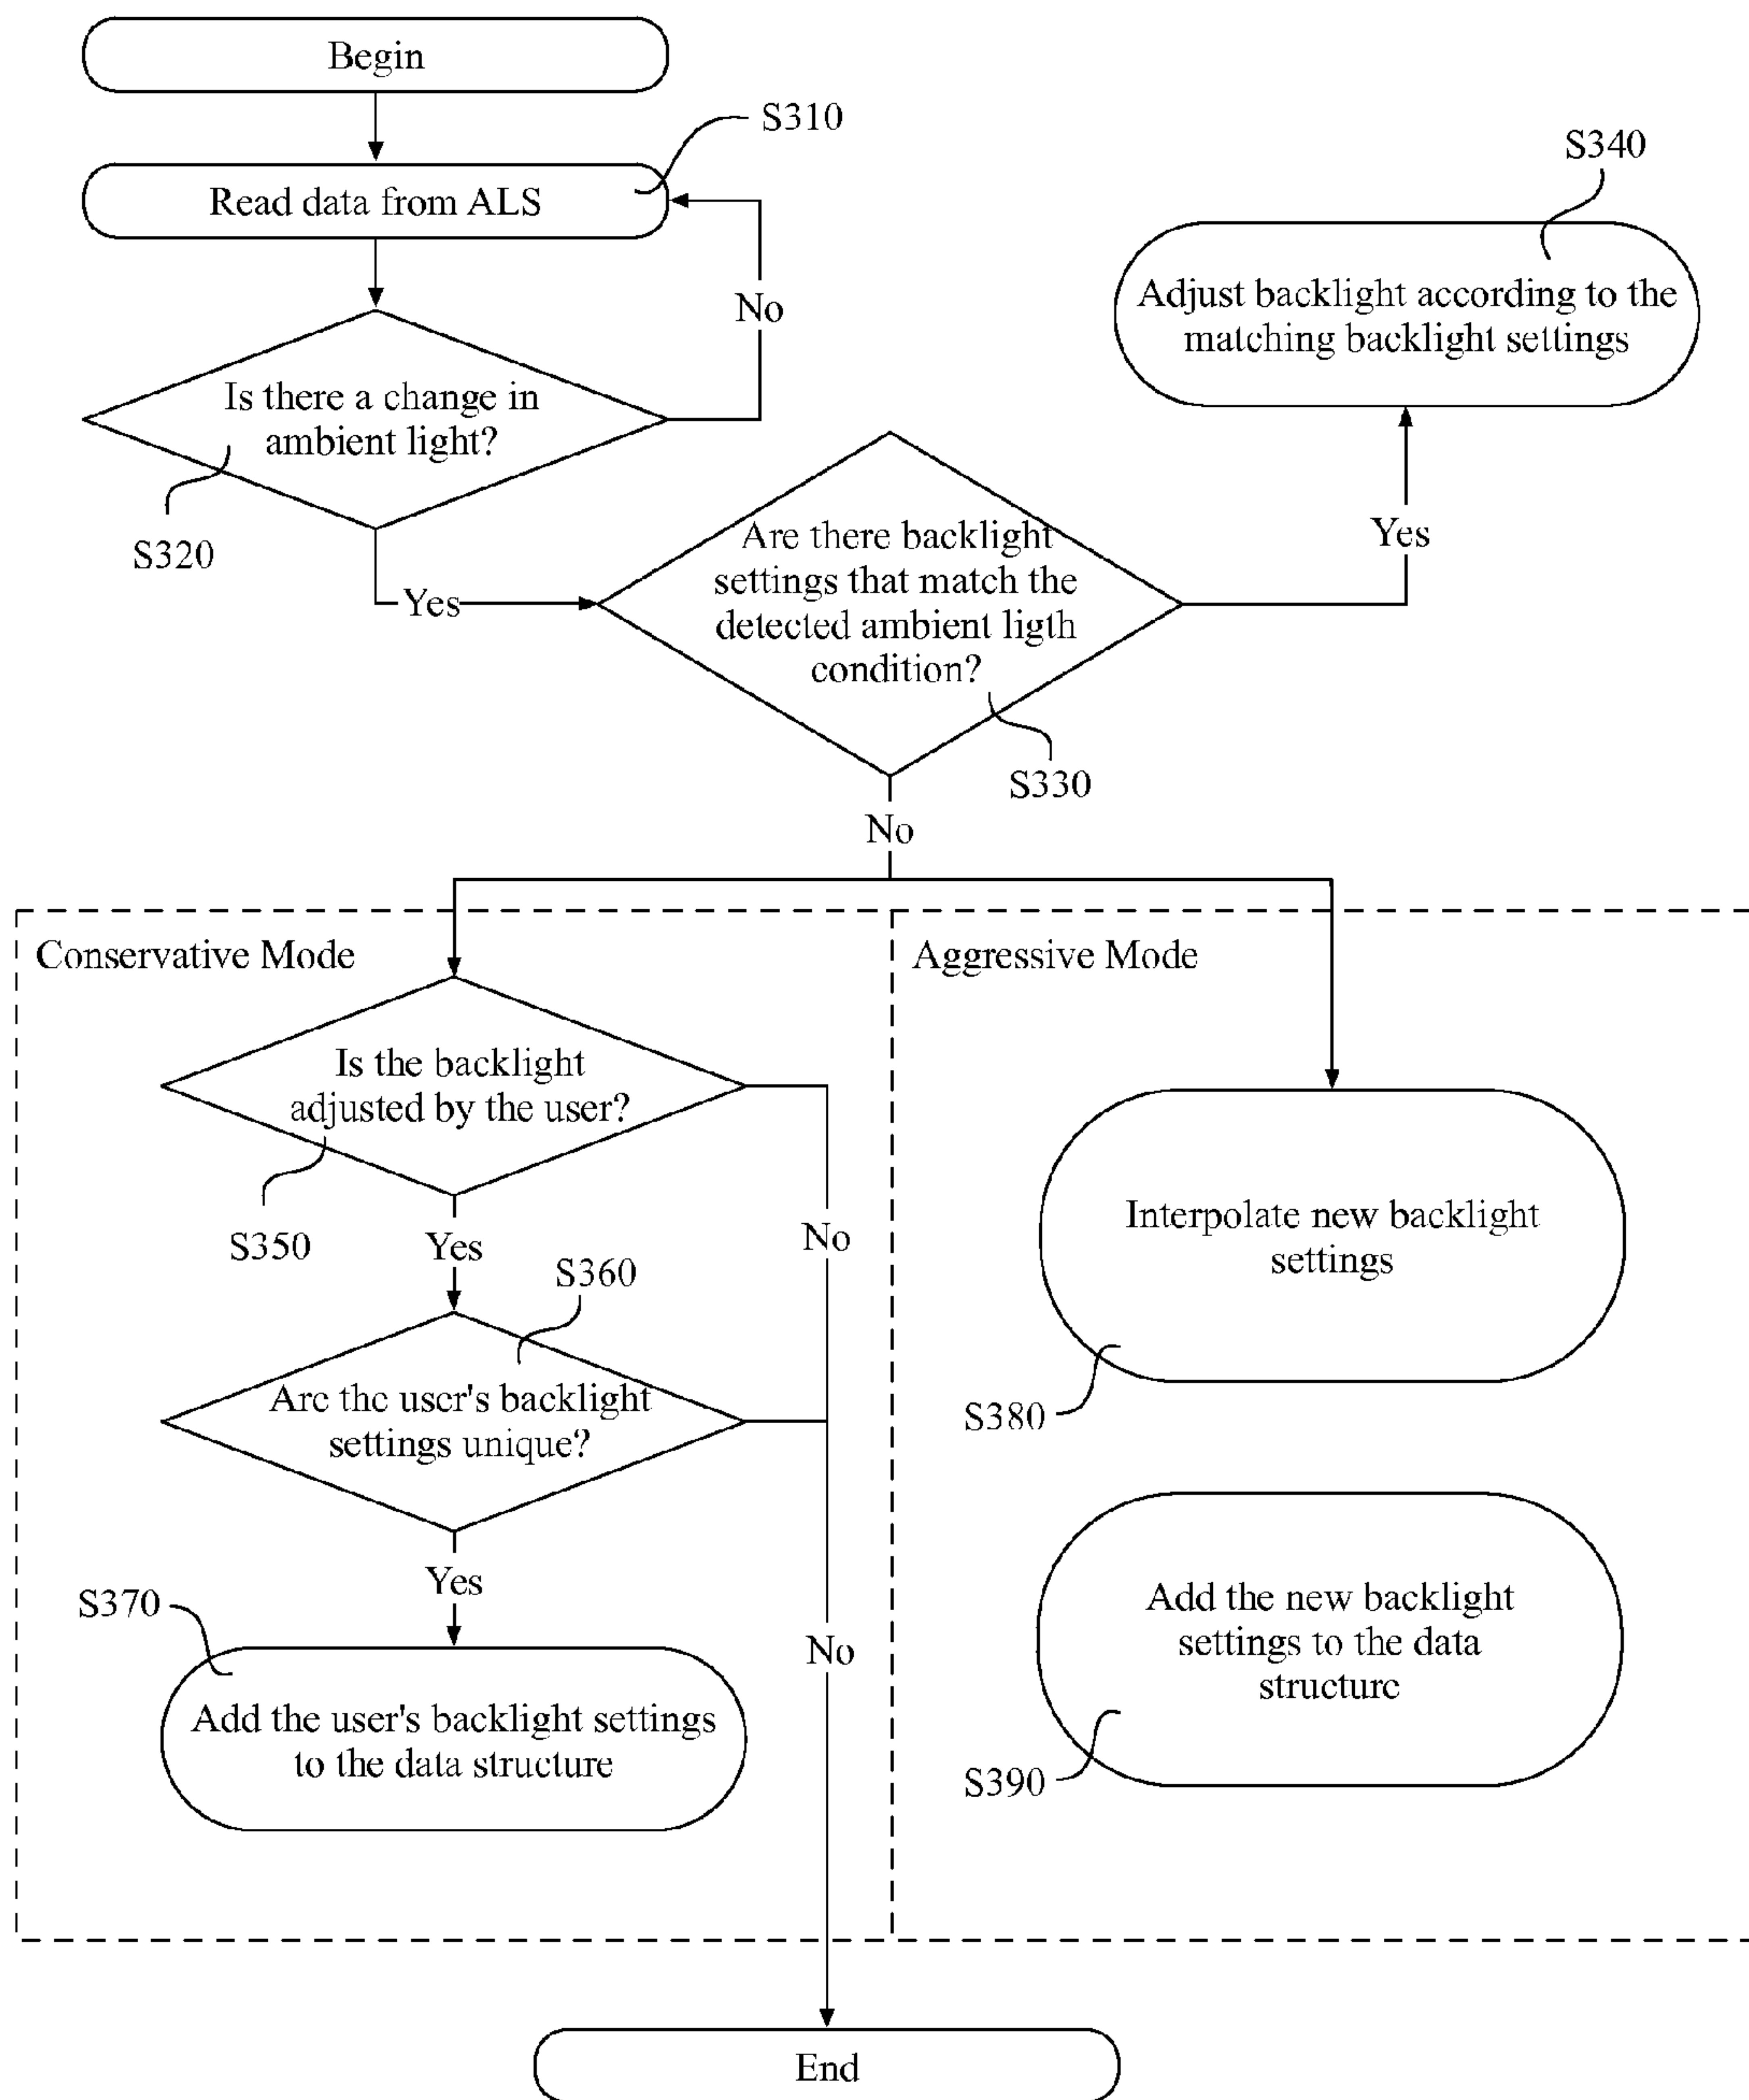 Begin
S310
Read data from ALS
S340
No
Adjust backlight according to the
matching backlight settings
Is there a change in
ambient light?
S320
Are there backlight
settings that match the
detected ambient ligth
condition?
Yes
Yes
S330
No
Conservative Mode
Aggressive Mode
Is the backlight
adjusted by the user?
S350
Yes
No
S360
Are the user's backlight
settings unique?
Yes
No
S370
Add the user's backlight settings
to the data structure
Interpolate new backlight
settings
S380
Add the new backlight
settings to the data
structure
S390
End